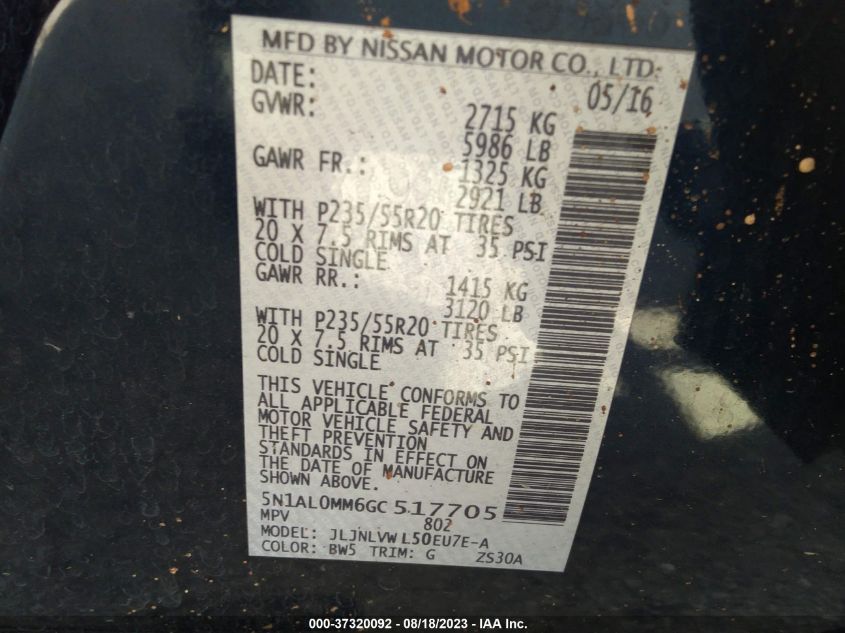 MFD BY NISSAN MOTOR CO., LTD.
DATE: 05/16
GVWR: 2715 KG
5986 LB
GAWR FR.: 1325 KG
2921 LB
WITH P235/55R20 TIRES
20 X 7.5 RIMS AT 35 PSI
COLD SINGLE
GAWR RR.: 1415 KG
3120 LB
WITH P235/55R20 TIRES
20 X 7.5 RIMS AT 35 PSI
COLD SINGLE
THIS VEHICLE CONFORMS TO
ALL APPLICABLE FEDERAL
MOTOR VEHICLE SAFETY AND
THEFT PREVENTION
STANDARDS IN EFFECT ON
THE DATE OF MANUFACTURE
SHOWN ABOVE.
5N1AL0MM6GC517705
MPV 802
MODEL: JLJNLVW L50EU7E-A
COLOR: BW5 TRIM: G ZS30A
000-37320092 - 08/18/2023 - IAA Inc.